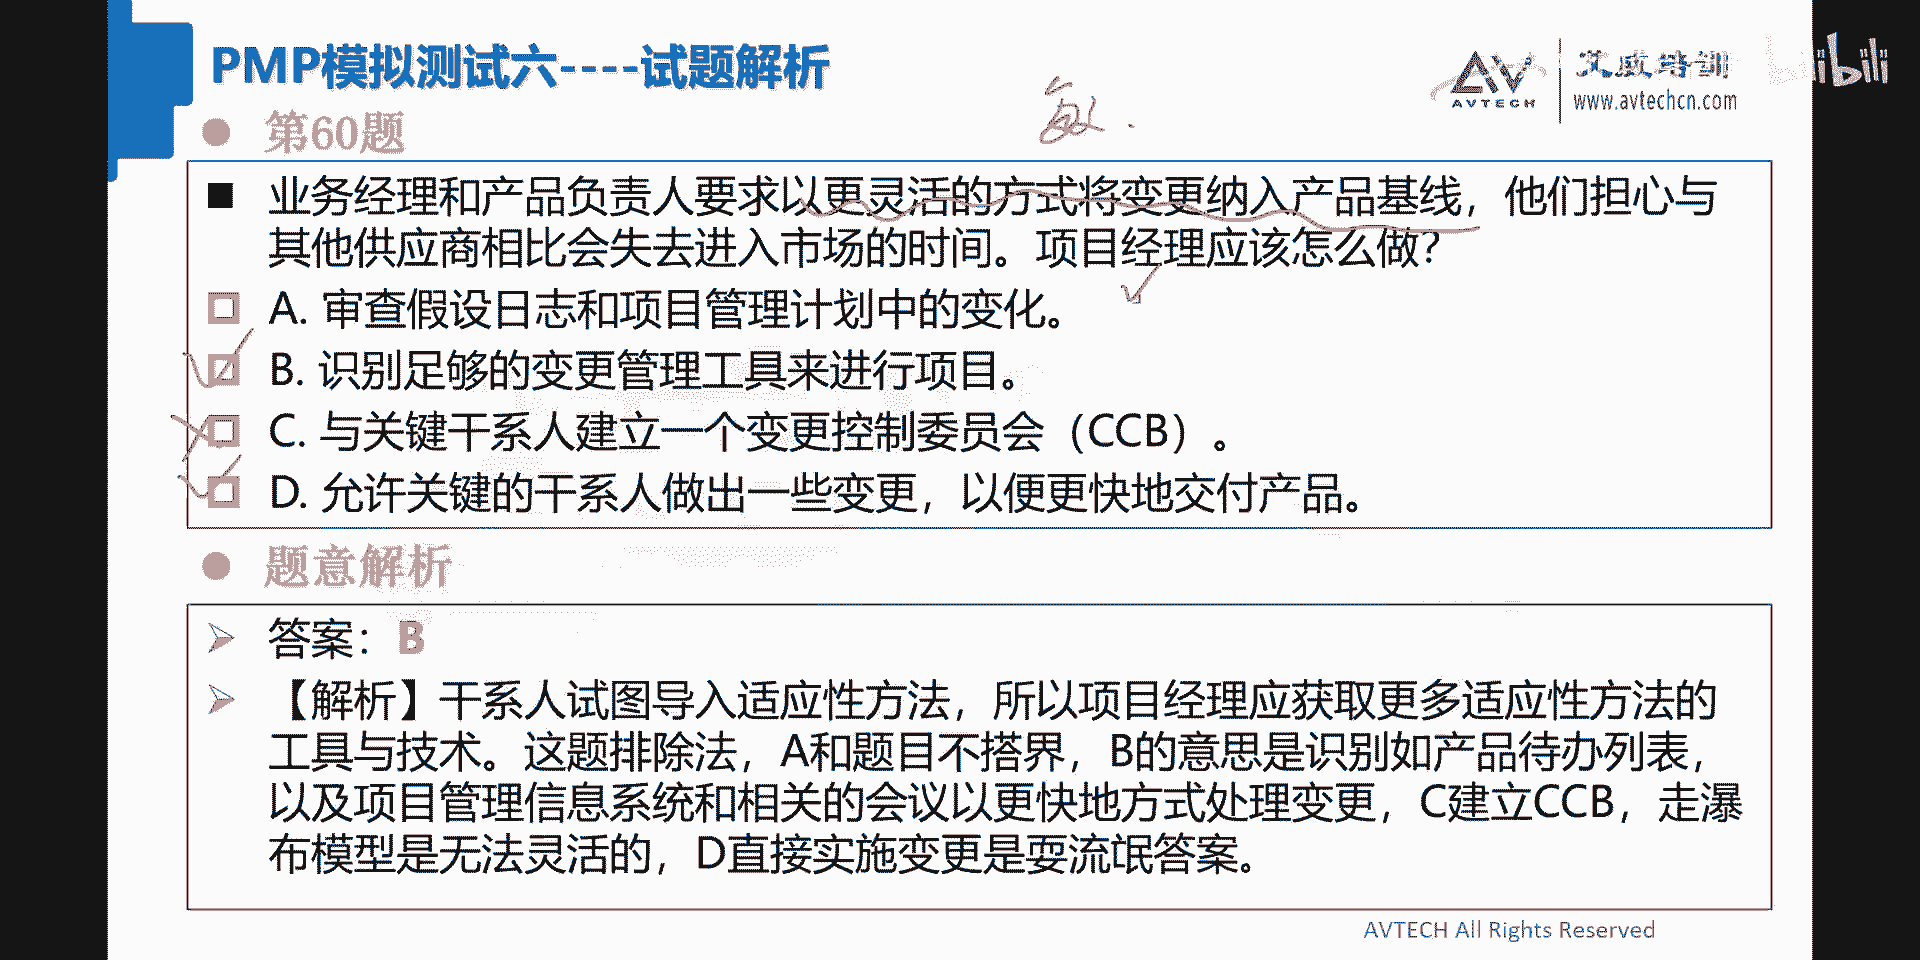 PMP模拟测试六----试题解析
AV
AVTECH
艾威培训
www.avtechcn.com
bilibili
第60题
敏
业务经理和产品负责人要求以更灵活的方式将变更纳入产品基线，他们担心与
其他供应商相比会失去进入市场的时间。项目经理应该怎么做？
A. 审查假设日志和项目管理计划中的变化。
B. 识别足够的变更管理工具来进行项目。
C. 与关键干系人建立一个变更控制委员会（CCB）。
D. 允许关键的干系人做出一些变更，以便更快地交付产品。
题意解析
答案：B
【解析】干系人试图导入适应性方法，所以项目经理应获取更多适应性方法的
工具与技术。这题排除法，A和题目不搭界，B的意思是识别如产品待办列表，
以及项目管理信息系统和相关的会议以更快地方式处理变更，C建立CCB，走瀑
布模型是无法灵活的，D直接实施变更是耍流氓答案。
AVTECH All Rights Reserved